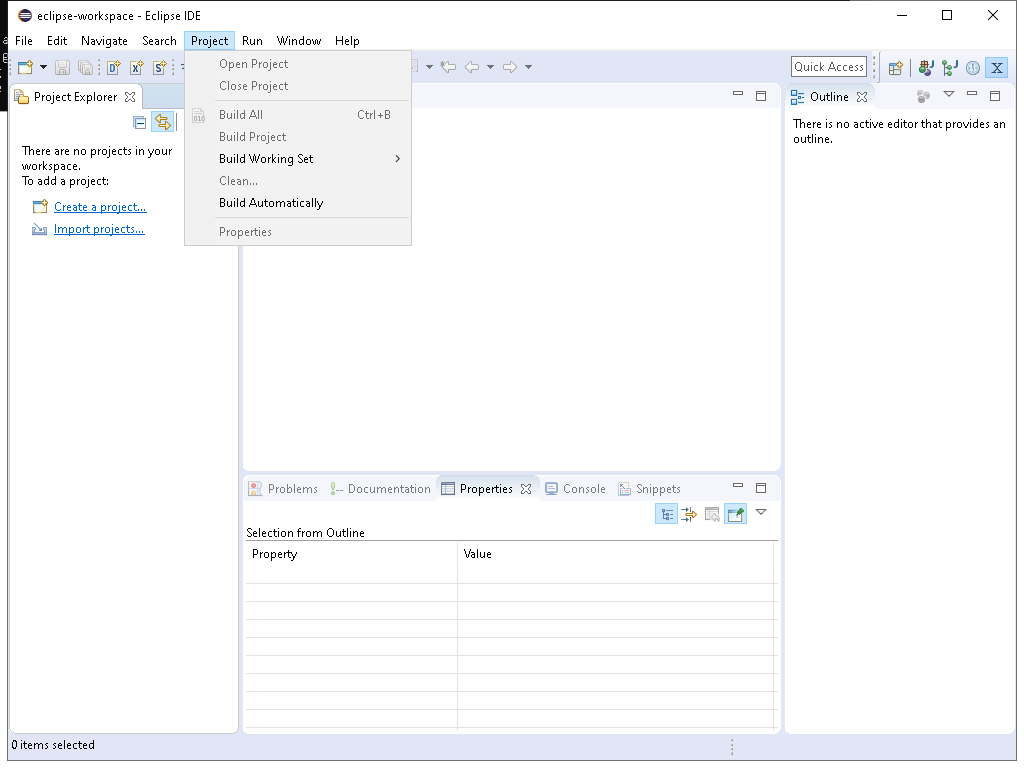 eclipse-workspace - Eclipse IDE
File Edit Navigate Search Project Run Window Help
Quick Access
Open Project
Close Project
Build All Ctrl+B
Build Project
Build Working Set
Clean...
Build Automatically
Properties
Project Explorer
There are no projects in your
workspace.
To add a project:
Create a project...
Import projects...
Outline
There is no active editor that provides an
outline.
Problems Documentation Properties Console Snippets
Selection from Outline
Property Value
0 items selected